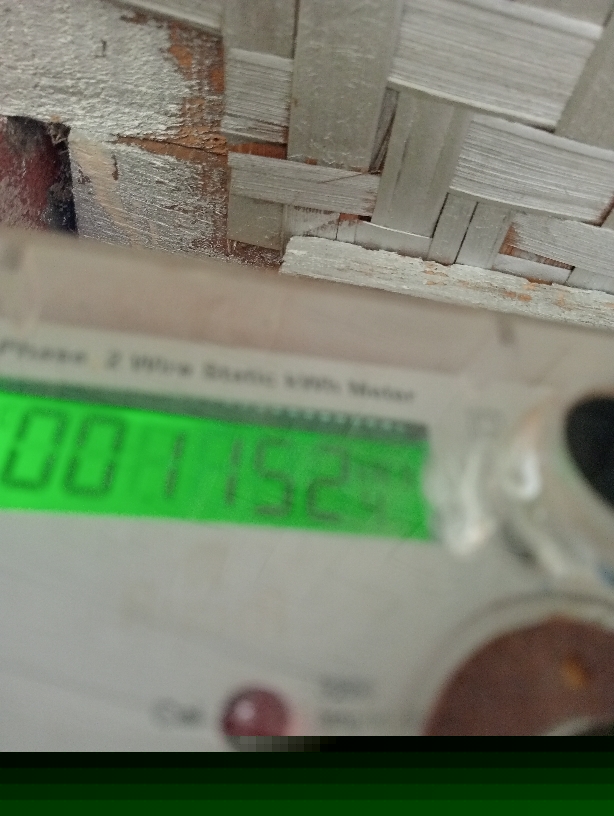 Phase 2 Wire Static kWh Meter
001152
Cal